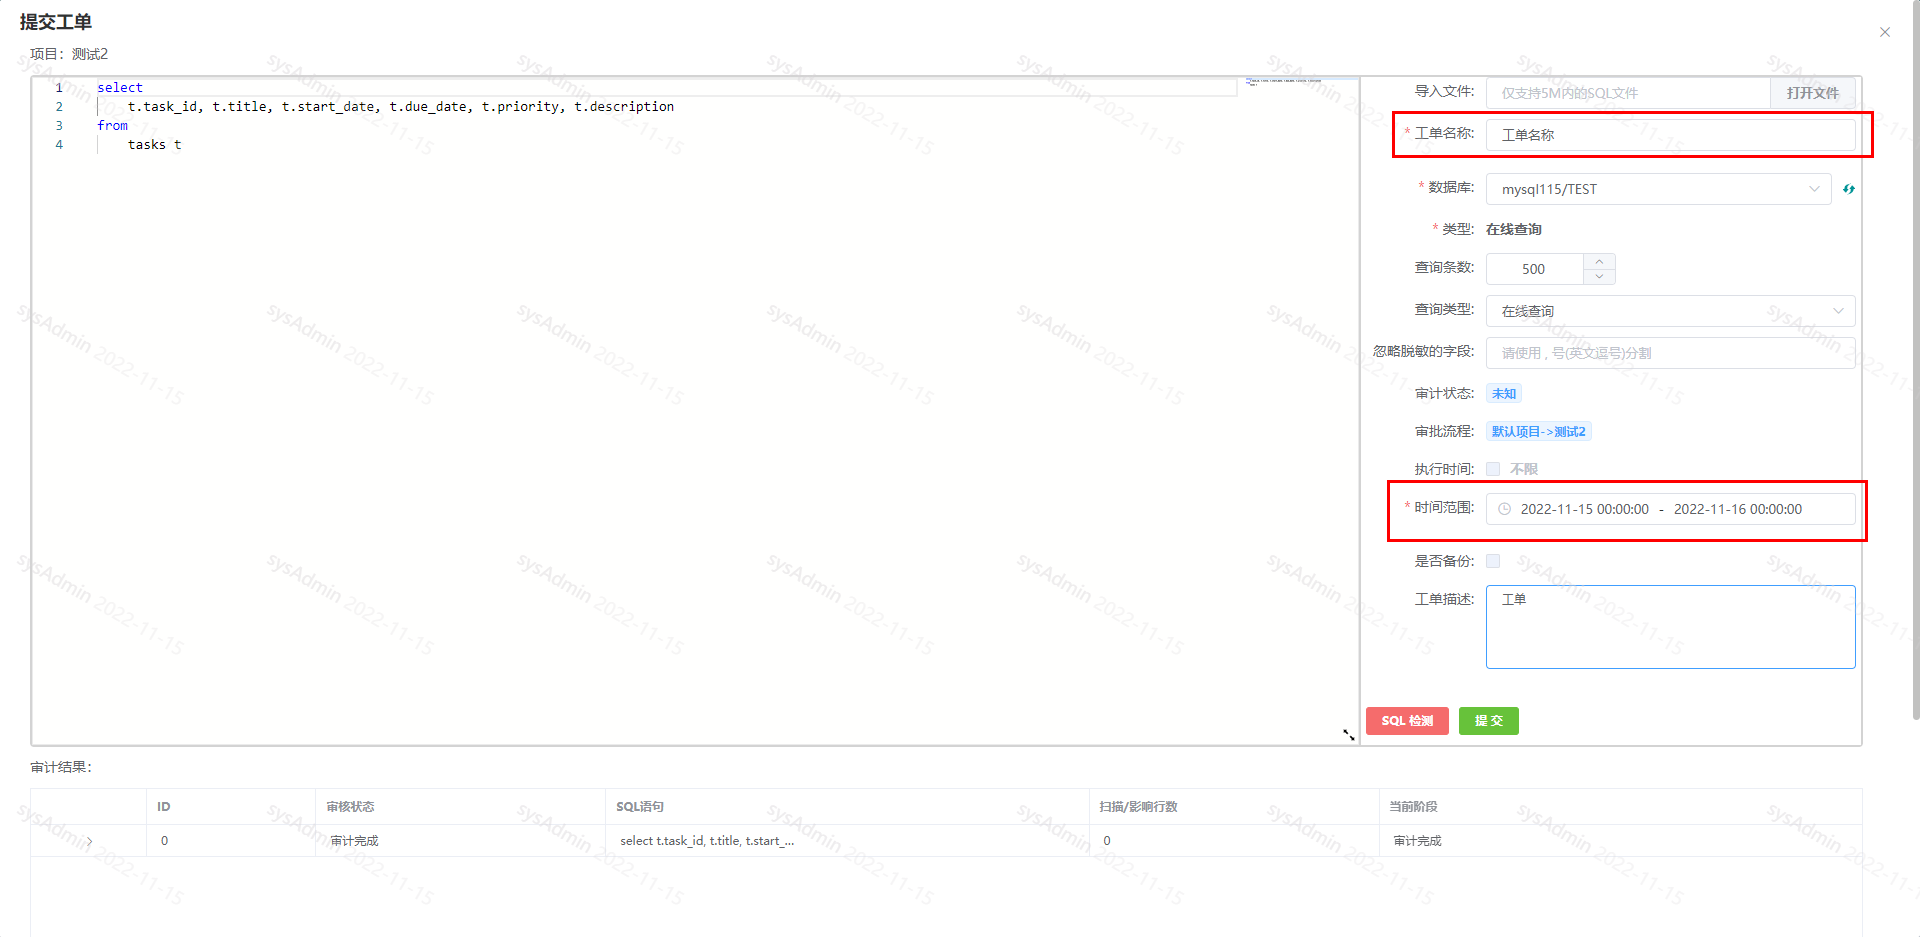 提交工单
项目：测试2
1 select
2 t.task_id, t.title, t.start_date, t.due_date, t.priority, t.description
3 from
4 tasks t
导入文件: 仅支持5M内的SQL文件 打开文件
* 工单名称: 工单名称
* 数据库: mysql115/TEST
* 类型: 在线查询
查询条数: 500
查询类型: 在线查询
忽略脱敏的字段: 请使用 , 号(英文逗号)分割
审计状态: 未知
审批流程: 默认项目->测试2
执行时间: 不限
* 时间范围: 2022-11-15 00:00:00 - 2022-11-16 00:00:00
是否备份:
工单描述: 工单
SQL 检测 提 交
审计结果：
ID 审核状态 SQL语句 扫描/影响行数 当前阶段
0 审计完成 select t.task_id, t.title, t.start_... 0 审计完成
sysAdmin 2022-11-15